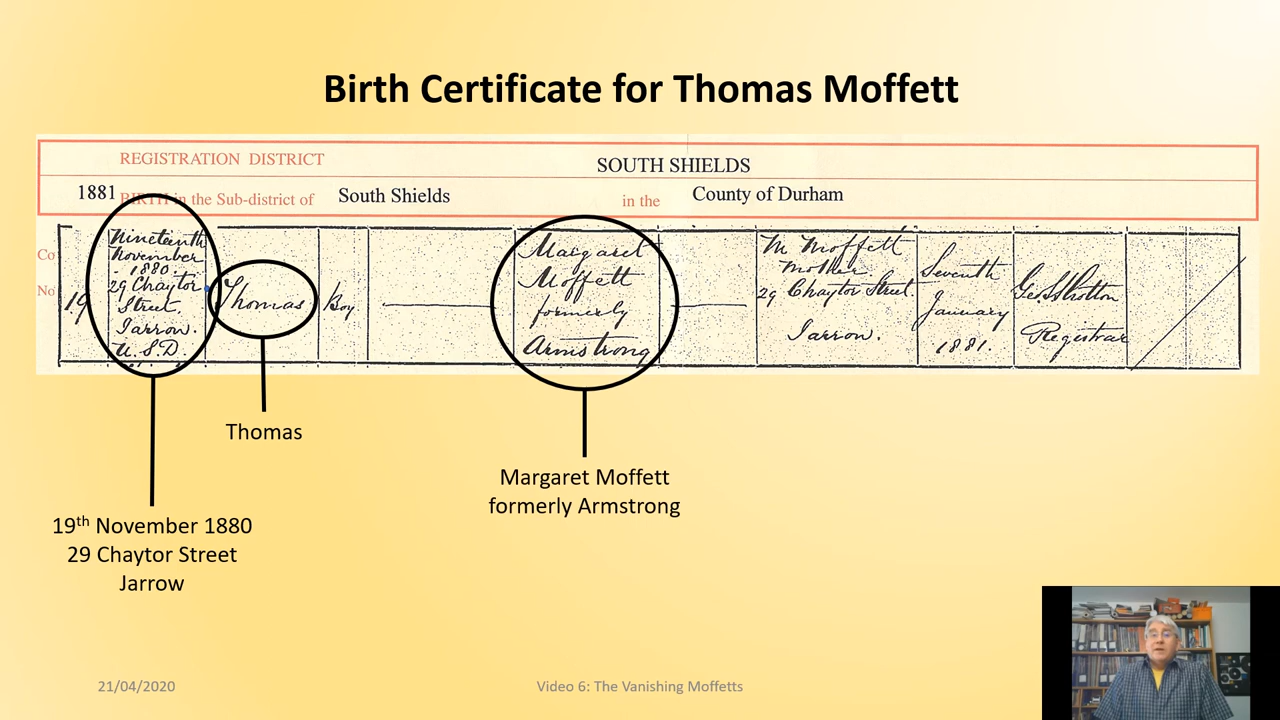 Birth Certificate for Thomas Moffett
REGISTRATION DISTRICT
SOUTH SHIELDS
1881
BIRTH in the Sub-district of
South Shields
in the
County of Durham
Co
No
19
Nineteenth
November
1880
29 Chaytor
Street
Jarrow.
U.S.D.
Thomas
Boy
Margaret
Moffett
formerly
Armstrong
M Moffett
Mother
29 Chaytor Street.
Jarrow.
Seventh
January
1881.
Registrar
Thomas
Margaret Moffett
formerly Armstrong
19th November 1880
29 Chaytor Street
Jarrow
21/04/2020
Video 6: The Vanishing Moffetts